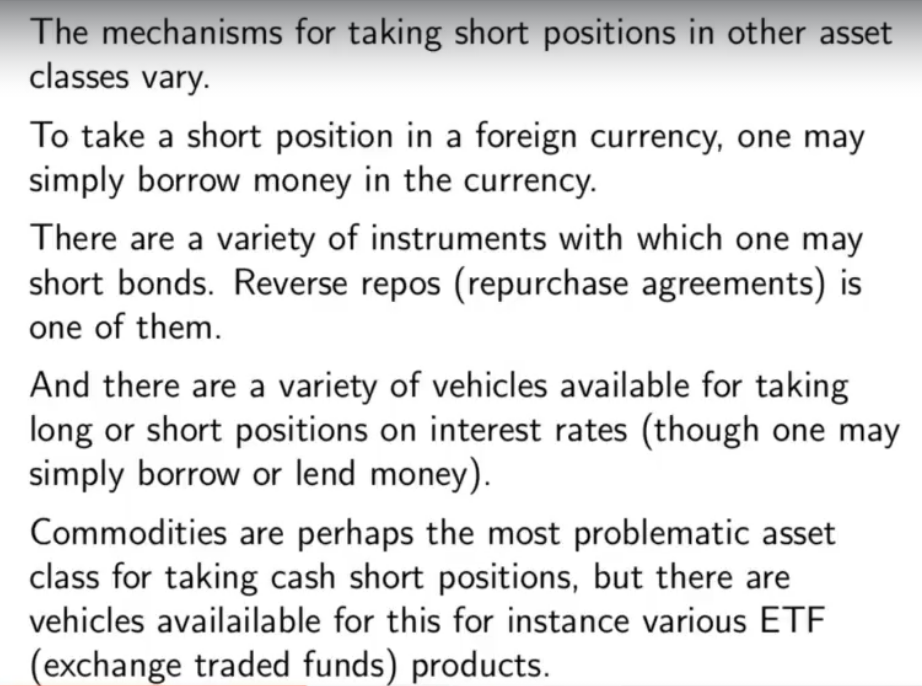 The mechanisms for taking short positions in other asset
classes vary.
To take a short position in a foreign currency, one may
simply borrow money in the currency.
There are a variety of instruments with which one may
short bonds. Reverse repos (repurchase agreements) is
one of them.
And there are a variety of vehicles available for taking
long or short positions on interest rates (though one may
simply borrow or lend money).
Commodities are perhaps the most problematic asset
class for taking cash short positions, but there are
vehicles availailable for this for instance various ETF
(exchange traded funds) products.